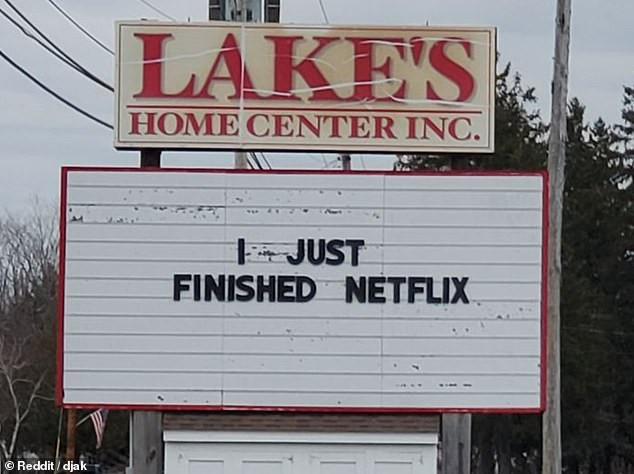 LAKE'S
HOME CENTER INC.
I JUST
FINISHED NETFLIX
© Reddit / djak